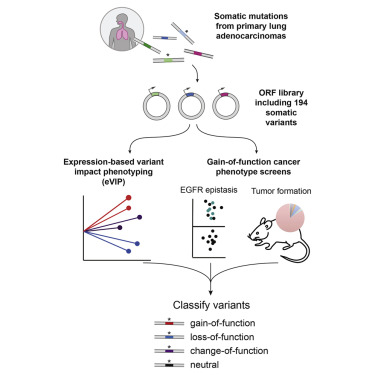 Somatic mutations
from primary lung
adenocarcinomas
ORF library
including 194
somatic
variants
Expression-based variant
impact phenotyping
(eVIP)
Gain-of-function cancer
phenotype screens
EGFR epistasis
Tumor formation
Classify variants
* gain-of-function
* loss-of-function
* change-of-function
* neutral